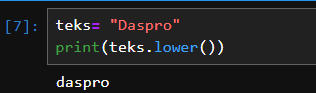 [7]: teks= "Daspro"
print(teks.lower())
daspro